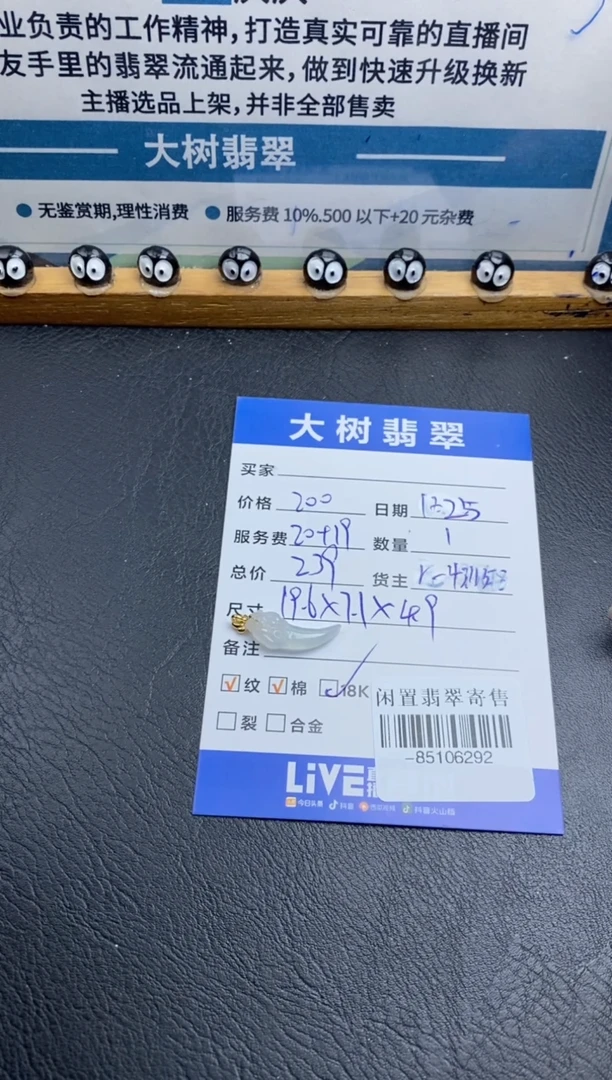 业负责的工作精神，打造真实可靠的直播间
友手里的翡翠流通起来，做到快速升级换新
主播选品上架，并非全部售卖
大树翡翠
无鉴赏期,理性消费 服务费 10%.500 以下+20 元杂费
大树翡翠
买家
价格 200 日期 12.25
服务费 20+19 数量 1
总价 239 货主
尺寸 19.6×7.1×4.9
备注
纹 棉 18K
裂 合金
闲置翡翠寄售
-85106292
LIVE 直播
今日头条 抖音 抖音火山版